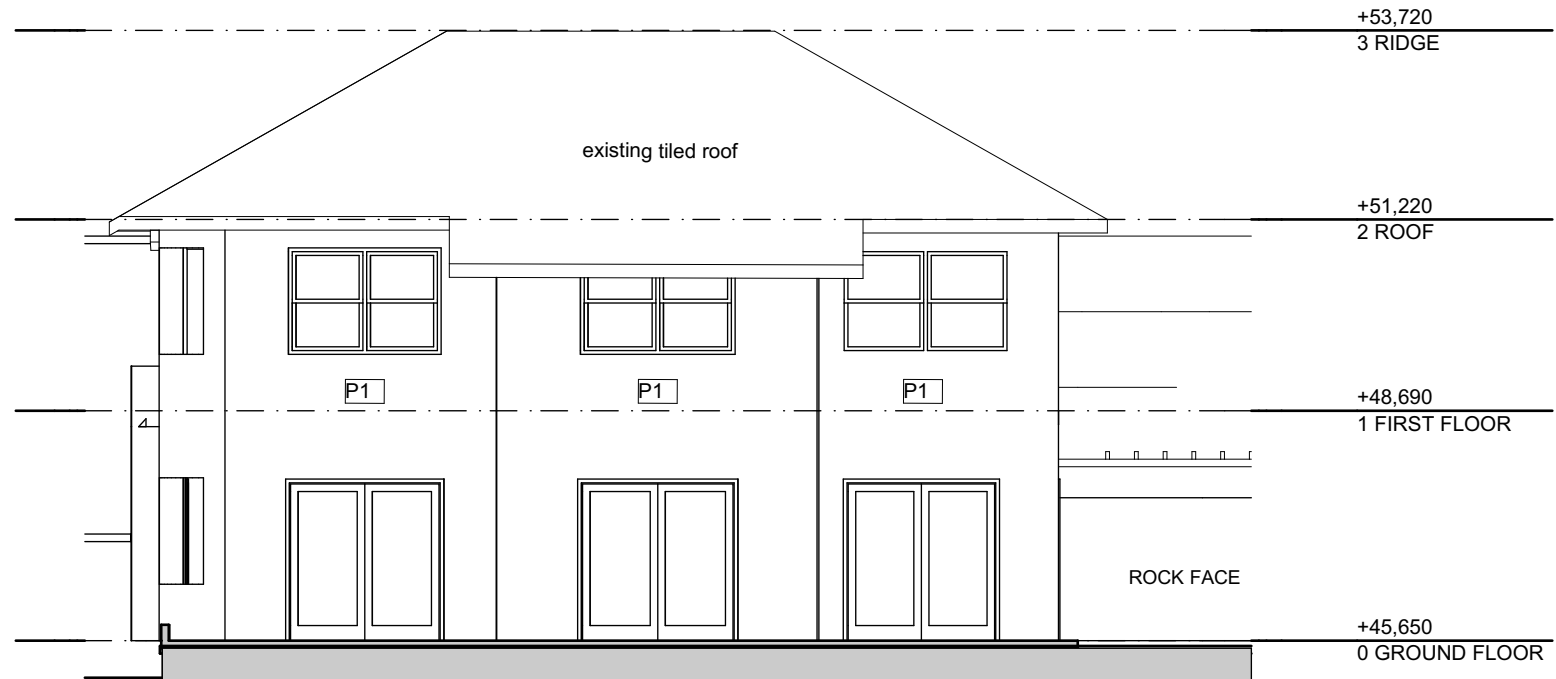 +53,720
3 RIDGE
existing tiled roof
+51,220
2 ROOF
P1
P1
P1
+48,690
1 FIRST FLOOR
ROCK FACE
+45,650
0 GROUND FLOOR